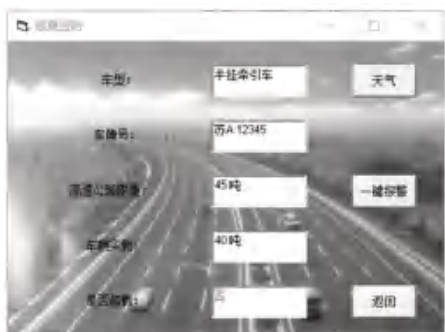 车型： 半挂牵引车 天气
车牌号： 苏A 12345
高速公路限重： 45吨 一键报警
车辆实重： 40吨
是否超载： 否 返回